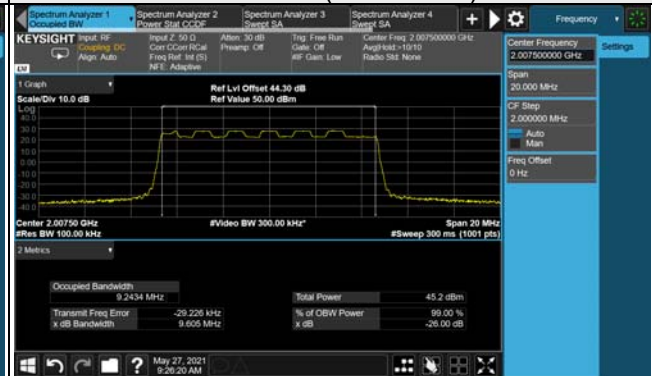 Spectrum Analyzer 1
Occupied BW
Spectrum Analyzer 2
Power Stat CCDF
Spectrum Analyzer 3
Swept SA
Spectrum Analyzer 4
Swept SA
Frequency
KEYSIGHT
Input: RF
Coupling: DC
Align: Auto
Input Z: 50 Ω
Corr CCorr RCal
Freq Ref: Int (S)
NFE: Adaptive
Atten: 30 dB
Preamp: Off
Trig: Free Run
Gate: Off
#IF Gain: Low
Center Freq: 2.007500000 GHz
Avg|Hold:>10/10
Radio Std: None
Center Frequency
2.007500000 GHz
Settings
Span
20.000 MHz
CF Step
2.000000 MHz
Auto
Man
Freq Offset
0 Hz
1 Graph
Scale/Div 10.0 dB
Ref Lvl Offset 44.30 dB
Ref Value 50.00 dBm
Log
40.0
30.0
20.0
10.0
0.00
-10.0
-20.0
-30.0
-40.0
Center 2.00750 GHz
#Res BW 100.00 kHz
#Video BW 300.00 kHz*
Span 20 MHz
#Sweep 300 ms (1001 pts)
2 Metrics
Occupied Bandwidth
9.2434 MHz
Total Power
45.2 dBm
Transmit Freq Error
-29.226 kHz
% of OBW Power
99.00 %
x dB Bandwidth
9.605 MHz
x dB
-26.00 dB
May 27, 2021
9:26:20 AM